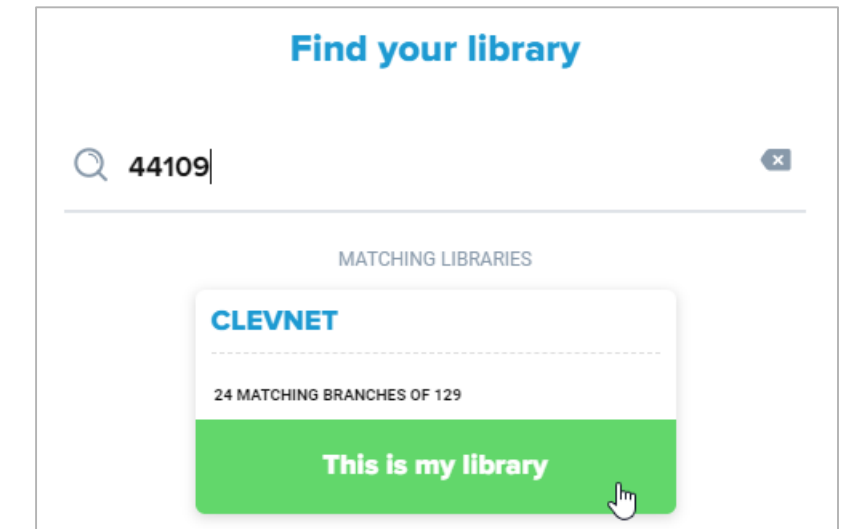 Find your library
44109
MATCHING LIBRARIES
CLEVNET
24 MATCHING BRANCHES OF 129
This is my library